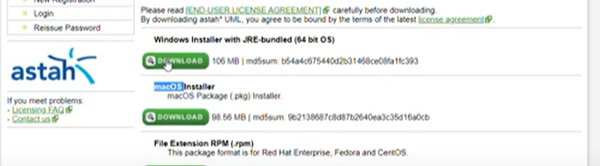 New Registration
Login
Reissue Password
astah
If you meet problems:
- Licensing FAQ
- Contact us
Please read [END-USER LICENSE AGREEMENT] carefully before downloading.
By downloading astah* UML, you agree to be bound by the terms of the latest license agreement.
Windows Installer with JRE-bundled (64 bit OS)
DOWNLOAD 106 MB | md5sum:
macOS Installer
macOS Package (.pkg) Installer.
DOWNLOAD 98.56 MB | md5sum:
File Extension RPM (.rpm)
This package format is for Red Hat Enterprise, Fedora and CentOS.